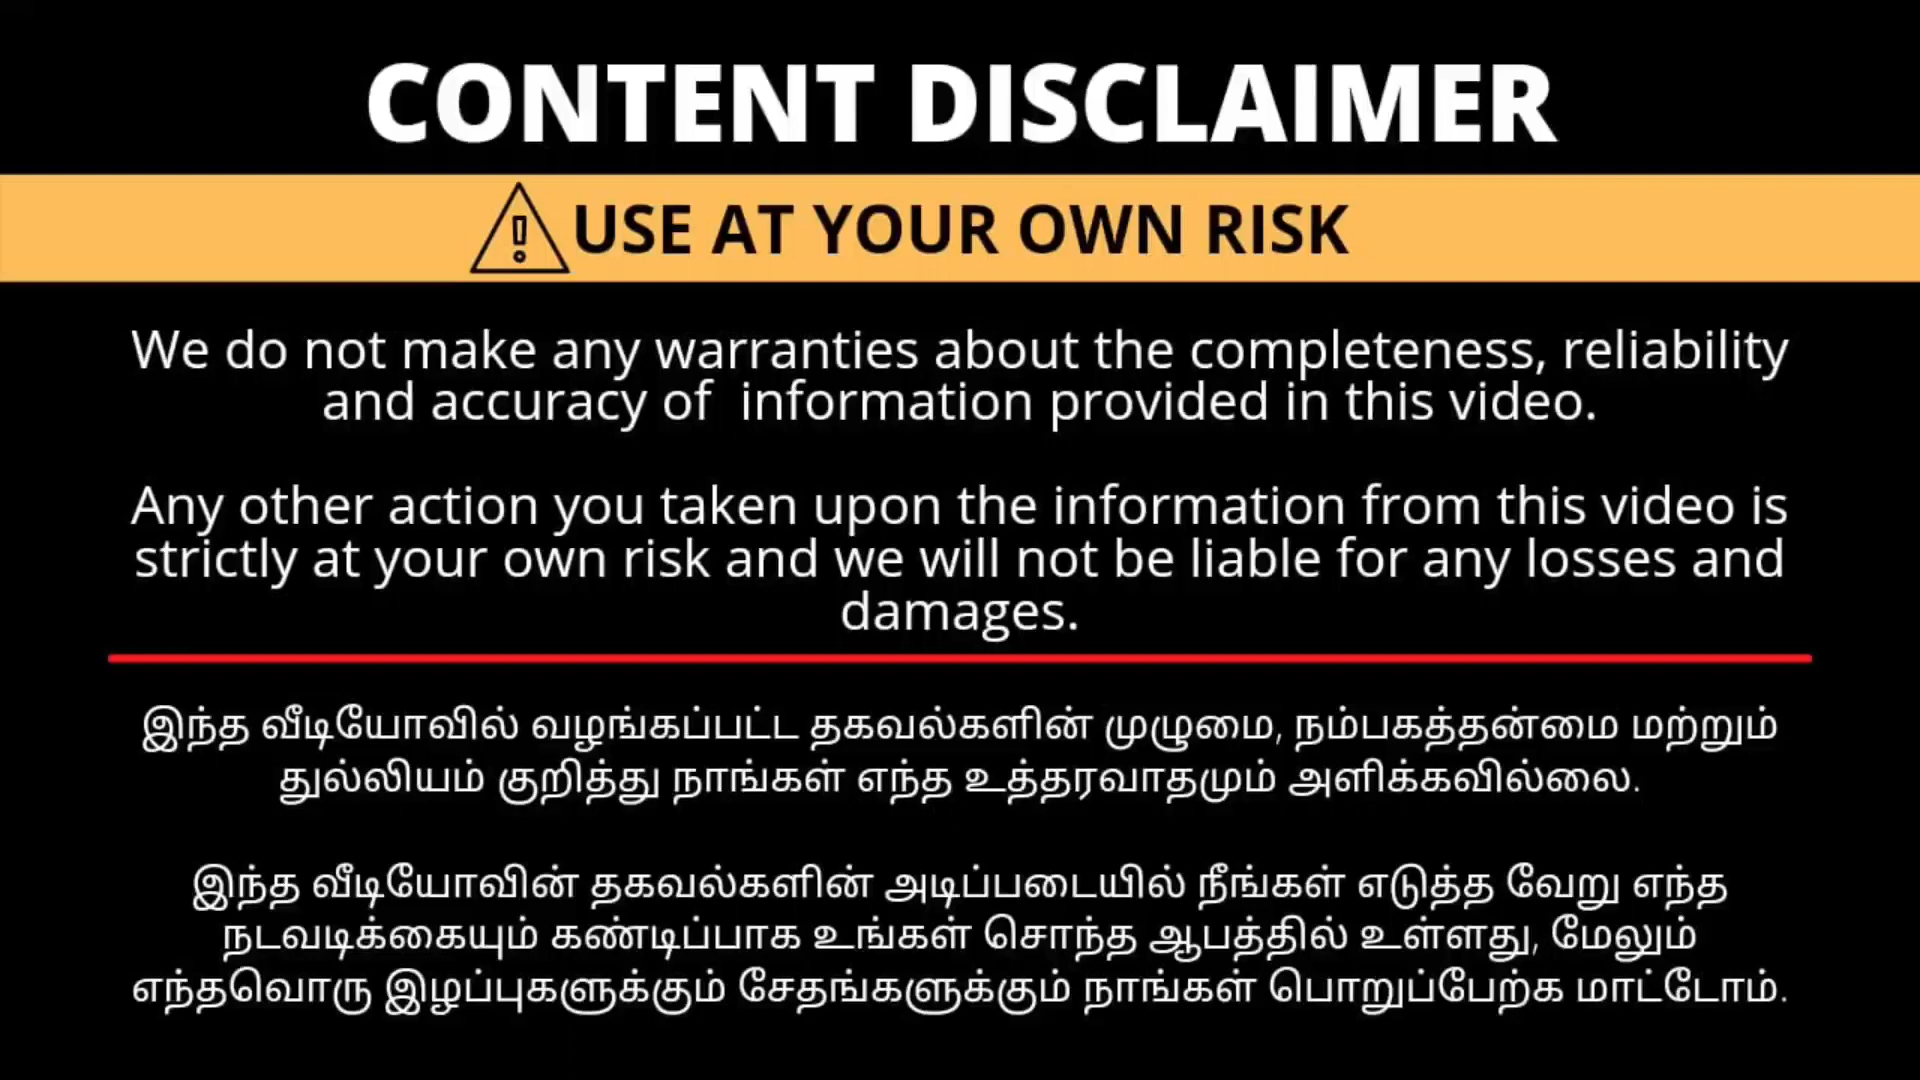 CONTENT DISCLAIMER
USE AT YOUR OWN RISK
We do not make any warranties about the completeness, reliability
and accuracy of information provided in this video.
Any other action you taken upon the information from this video is
strictly at your own risk and we will not be liable for any losses and
damages.
இந்த வீடியோவில் வழங்கப்பட்ட தகவல்களின் முழுமை, நம்பகத்தன்மை மற்றும்
துல்லியம் குறித்து நாங்கள் எந்த உத்தரவாதமும் அளிக்கவில்லை.
இந்த வீடியோவின் தகவல்களின் அடிப்படையில் நீங்கள் எடுத்த வேறு எந்த
நடவடிக்கையும் கண்டிப்பாக உங்கள் சொந்த ஆபத்தில் உள்ளது, மேலும்
எந்தவொரு இழப்புகளுக்கும் சேதங்களுக்கும் நாங்கள் பொறுப்பேற்க மாட்டோம்.